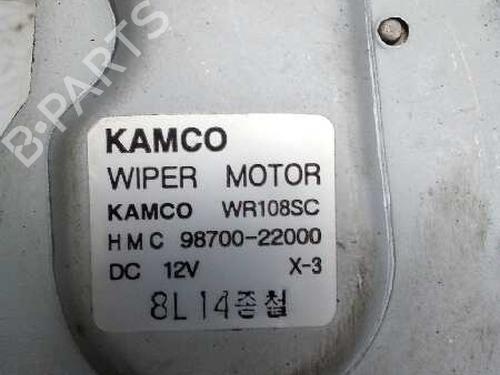 B-PARTS
KAMCO
WIPER MOTOR
KAMCO WR108SC
HMC 98700-22000
DC 12V X-3
8L14종철